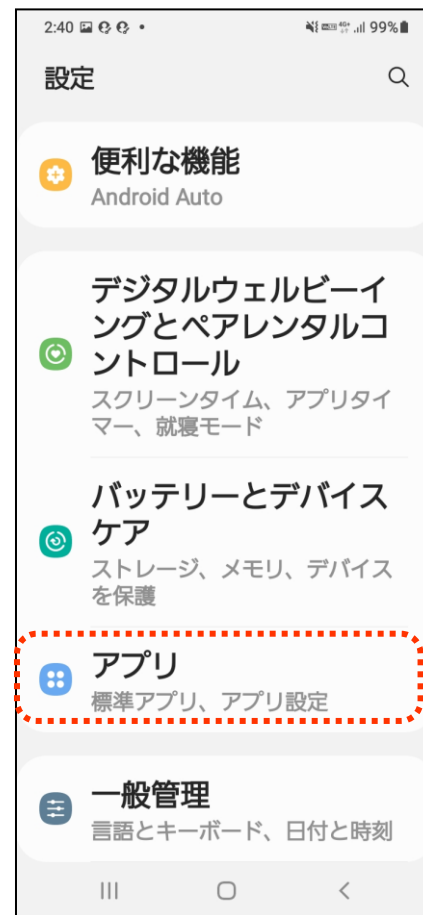 2:40
99%
設定
便利な機能
Android Auto
デジタルウェルビーイ
ングとペアレンタルコ
ントロール
スクリーンタイム、アプリタイ
マー、就寝モード
バッテリーとデバイス
ケア
ストレージ、メモリ、デバイス
を保護
アプリ
標準アプリ、アプリ設定
一般管理
言語とキーボード、日付と時刻